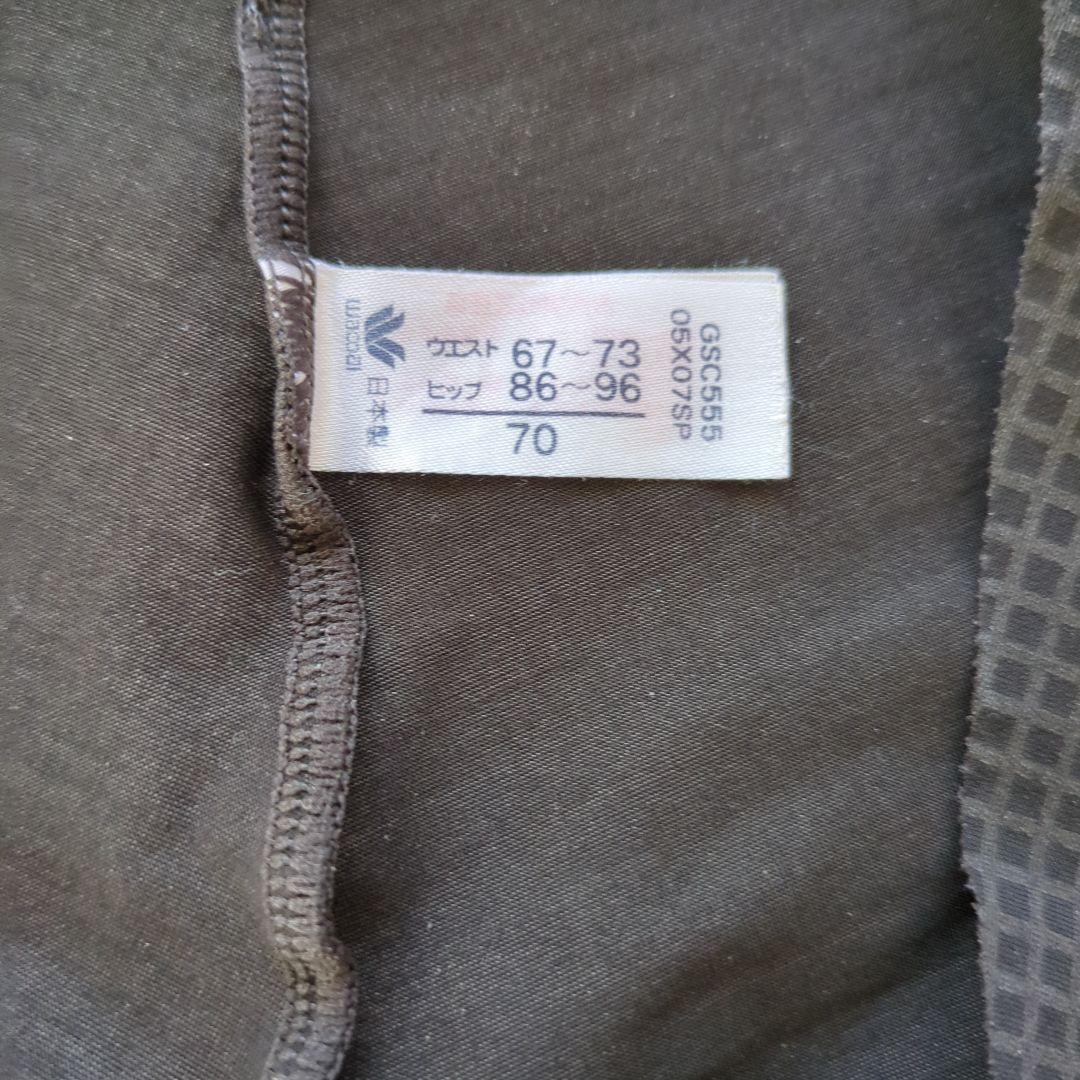 Wacoal
日本製
ウエスト 67～73
ヒップ 86～96
70
GSC555
05X07SP